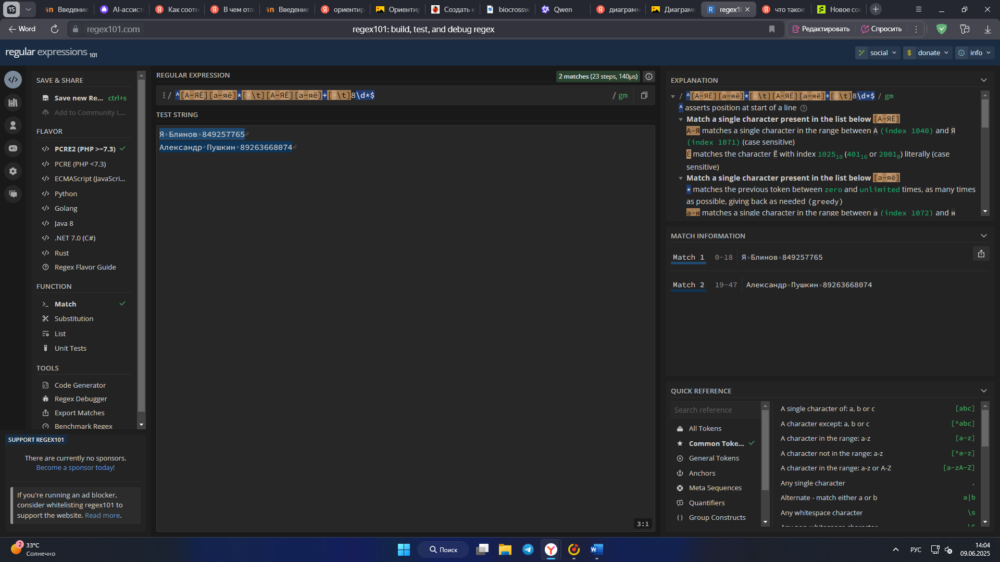 15
Введение
AI-ассист
Как соотн
В чем отл
Введение
ориентир
Ориентир
Создать к
biocrossw
Qwen
диаграмм
Диаграмм
regex10
что такое
Новое соо
Word
regex101.com
regex101: build, test, and debug regex
Редактировать
Спросить
regular expressions 101
social
donate
info
SAVE & SHARE
Save new Re... ctrl+s
Add to Community L...
FLAVOR
PCRE2 (PHP >=7.3)
PCRE (PHP <7.3)
ECMAScript (JavaScri...
Python
Golang
Java 8
.NET 7.0 (C#)
Rust
Regex Flavor Guide
FUNCTION
Match
Substitution
List
Unit Tests
TOOLS
Code Generator
Regex Debugger
Export Matches
Benchmark Regex
SUPPORT REGEX101
There are currently no sponsors.
Become a sponsor today!
If you're running an ad blocker,
consider whitelisting regex101 to
support the website. Read more.
REGULAR EXPRESSION
2 matches (23 steps, 140µs)
/ ^[А-ЯЁ][а-яё]*[ \t][А-ЯЁ][а-яё]+[ \t]8\d*$ / gm
TEST STRING
Я Блинов 849257765
Александр Пушкин 89263668074
3:1
EXPLANATION
/ ^[А-ЯЁ][а-яё]*[ \t][А-ЯЁ][а-яё]+[ \t]8\d*$ / gm
^ asserts position at start of a line
Match a single character present in the list below [А-ЯЁ]
А-Я matches a single character in the range between А (index 1040) and Я
(index 1071) (case sensitive)
Ё matches the character Ё with index 1025₁₀ (401₁₆ or 2001₈) literally (case
sensitive)
Match a single character present in the list below [а-яё]
* matches the previous token between zero and unlimited times, as many times
as possible, giving back as needed (greedy)
а-я matches a single character in the range between а (index 1072) and я
MATCH INFORMATION
Match 1 0-18 Я Блинов 849257765
Match 2 19-47 Александр Пушкин 89263668074
QUICK REFERENCE
Search reference
All Tokens
Common Toke...
General Tokens
Anchors
Meta Sequences
Quantifiers
Group Constructs
A single character of: a, b or c [abc]
A character except: a, b or c [^abc]
A character in the range: a-z [a-z]
A character not in the range: a-z [^a-z]
A character in the range: a-z or A-Z [a-zA-Z]
Any single character .
Alternate - match either a or b a|b
Any whitespace character \s
Any non-whitespace character \S
2
33°C
Солнечно
Поиск
РУС
14:04
09.06.2025